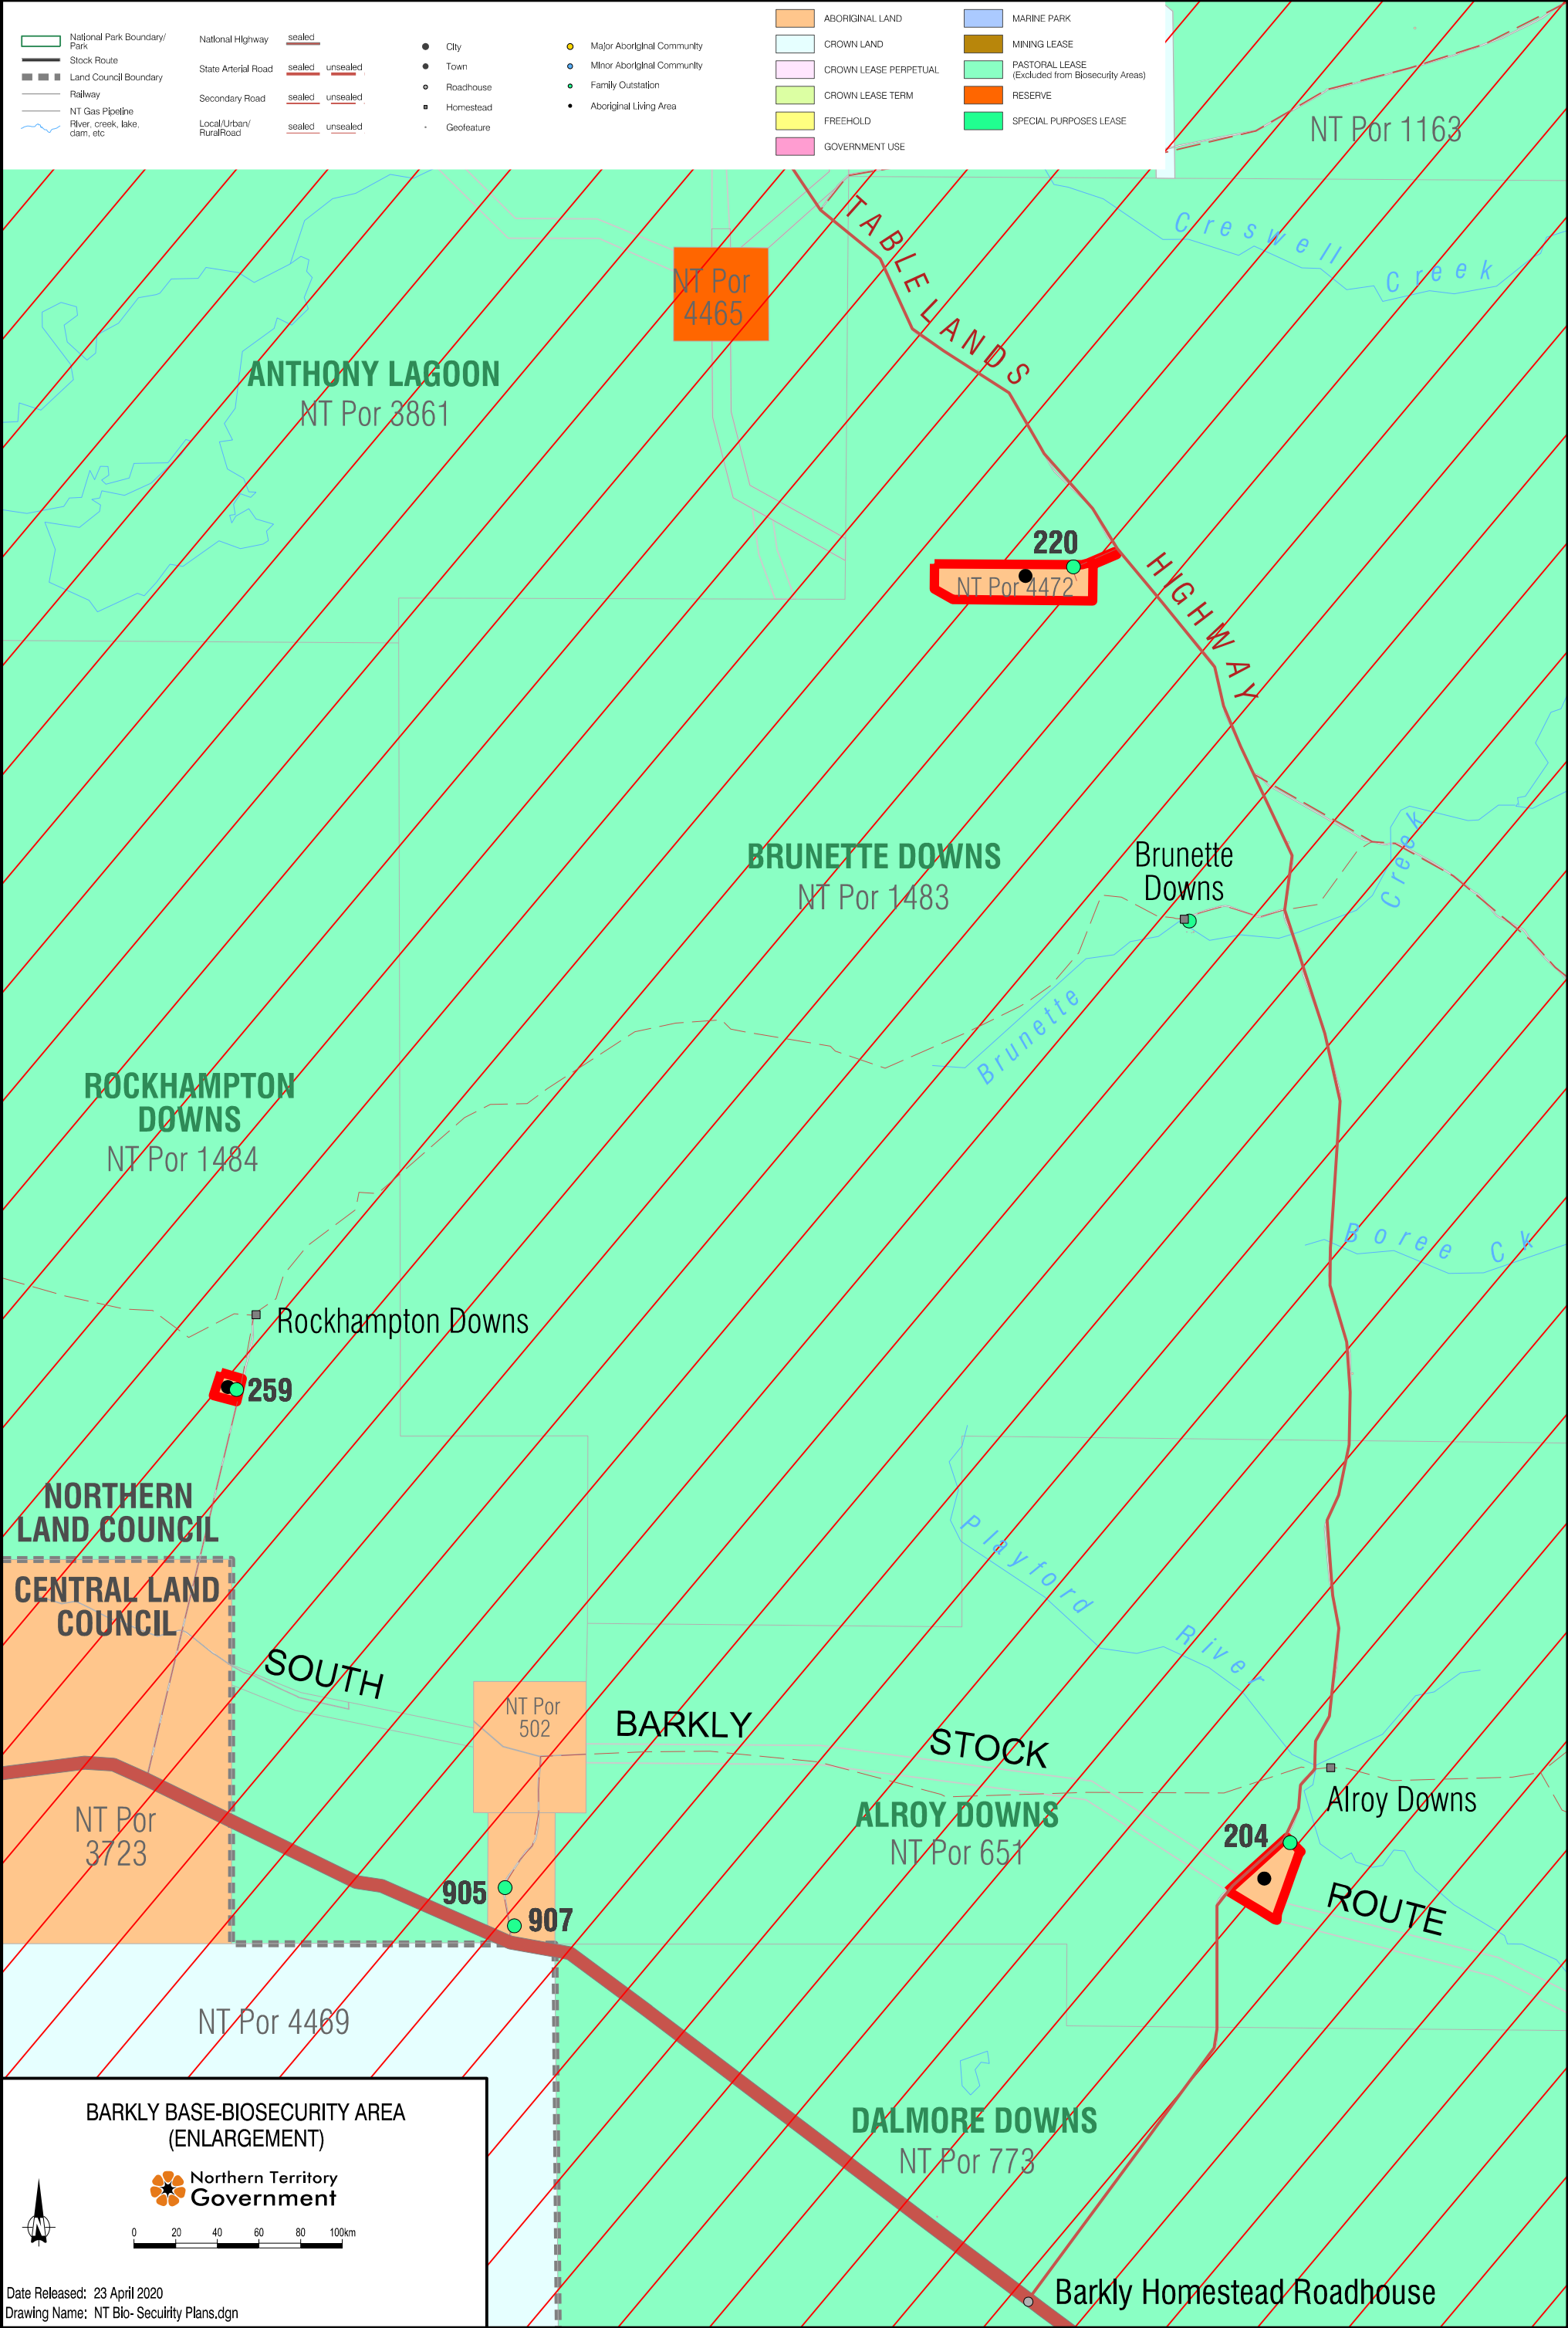 National Park Boundary/
Park
Stock Route
Land Council Boundary
Railway
NT Gas Pipeline
River, creek, lake,
dam, etc
National Highway sealed
State Arterial Road sealed unsealed
Secondary Road sealed unsealed
Local/Urban/
RuralRoad sealed unsealed
City
Town
Roadhouse
Homestead
Geofeature
Major Aboriginal Community
Minor Aboriginal Community
Family Outstation
Aboriginal Living Area
ABORIGINAL LAND
CROWN LAND
CROWN LEASE PERPETUAL
CROWN LEASE TERM
FREEHOLD
GOVERNMENT USE
MARINE PARK
MINING LEASE
PASTORAL LEASE
(Excluded from Biosecurity Areas)
RESERVE
SPECIAL PURPOSES LEASE
NT Por 1163
Creswell Creek
TABLELANDS HIGHWAY
NT Por
4465
ANTHONY LAGOON
NT Por 3861
220
NT Por 4472
BRUNETTE DOWNS
NT Por 1483
Brunette
Downs
Brunette Creek
ROCKHAMPTON
DOWNS
NT Por 1484
Boree Ck
Rockhampton Downs
259
NORTHERN
LAND COUNCIL
CENTRAL LAND
COUNCIL
Playford River
SOUTH BARKLY STOCK ROUTE
NT Por
502
NT Por
3723
ALROY DOWNS
NT Por 651
Alroy Downs
204
905
907
NT Por 4469
DALMORE DOWNS
NT Por 773
Barkly Homestead Roadhouse
BARKLY BASE-BIOSECURITY AREA
(ENLARGEMENT)
Northern Territory
Government
N
0 20 40 60 80 100km
Date Released: 23 April 2020
Drawing Name: NT Bio- Secuirity Plans.dgn